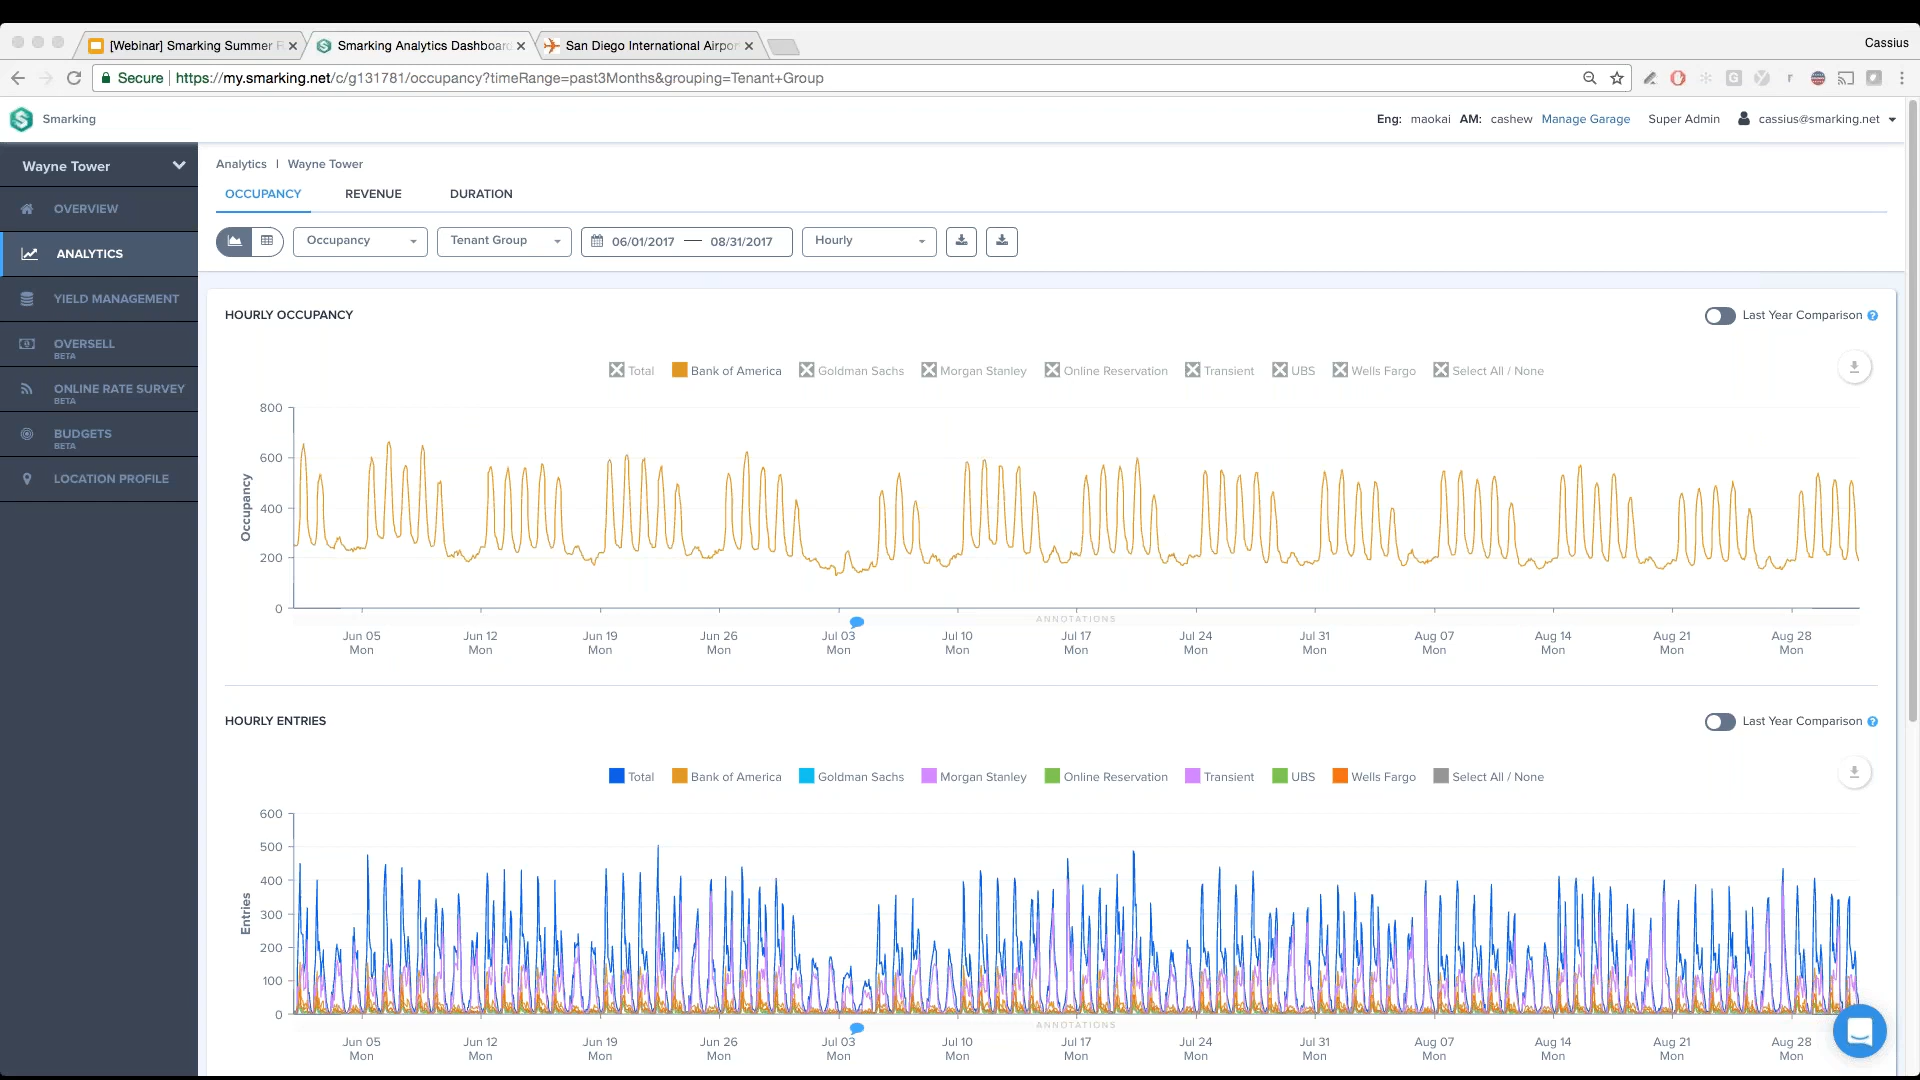 [Webinar] Smarking Summer R
Smarking Analytics Dashboard
San Diego International Airpor
Cassius
Secure
https://my.smarking.net/c/g131781/occupancy?timeRange=past3Months&grouping=Tenant+Group
Smarking
Eng: maokai AM: cashew Manage Garage Super Admin cassius@smarking.net
Wayne Tower
OVERVIEW
ANALYTICS
YIELD MANAGEMENT
OVERSELL
BETA
ONLINE RATE SURVEY
BETA
BUDGETS
BETA
LOCATION PROFILE
Analytics | Wayne Tower
OCCUPANCY REVENUE DURATION
Occupancy Tenant Group 06/01/2017 — 08/31/2017 Hourly
HOURLY OCCUPANCY
Last Year Comparison ?
Total Bank of America Goldman Sachs Morgan Stanley Online Reservation Transient UBS Wells Fargo Select All / None
Occupancy
800
600
400
200
0
ANNOTATIONS
Jun 05 Jun 12 Jun 19 Jun 26 Jul 03 Jul 10 Jul 17 Jul 24 Jul 31 Aug 07 Aug 14 Aug 21 Aug 28
Mon Mon Mon Mon Mon Mon Mon Mon Mon Mon Mon Mon Mon
HOURLY ENTRIES
Last Year Comparison ?
Total Bank of America Goldman Sachs Morgan Stanley Online Reservation Transient UBS Wells Fargo Select All / None
Entries
600
500
400
300
200
100
0
ANNOTATIONS
Jun 05 Jun 12 Jun 19 Jun 26 Jul 03 Jul 10 Jul 17 Jul 24 Jul 31 Aug 07 Aug 14 Aug 21 Aug 28
Mon Mon Mon Mon Mon Mon Mon Mon Mon Mon Mon Mon Mon